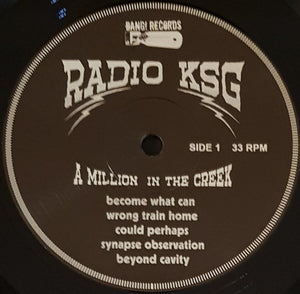 BANG! RECORDS
RADIO KSG
SIDE 1 33 RPM
A MILLION IN THE CREEK
become what can
wrong train home
could perhaps
synapse observation
beyond cavity